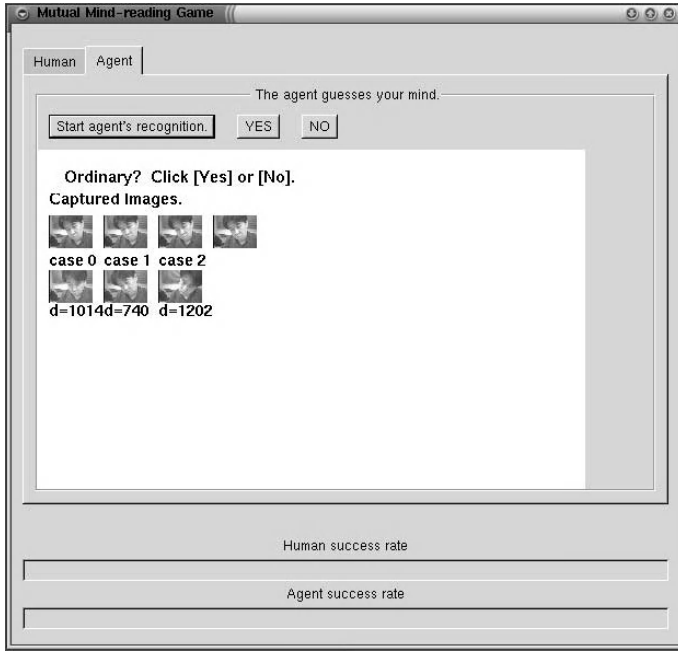 Mutual Mind-reading Game
Human Agent
The agent guesses your mind.
Start agent's recognition. YES NO
Ordinary? Click [Yes] or [No].
Captured Images.
case 0 case 1 case 2
d=1014d=740 d=1202
Human success rate
Agent success rate